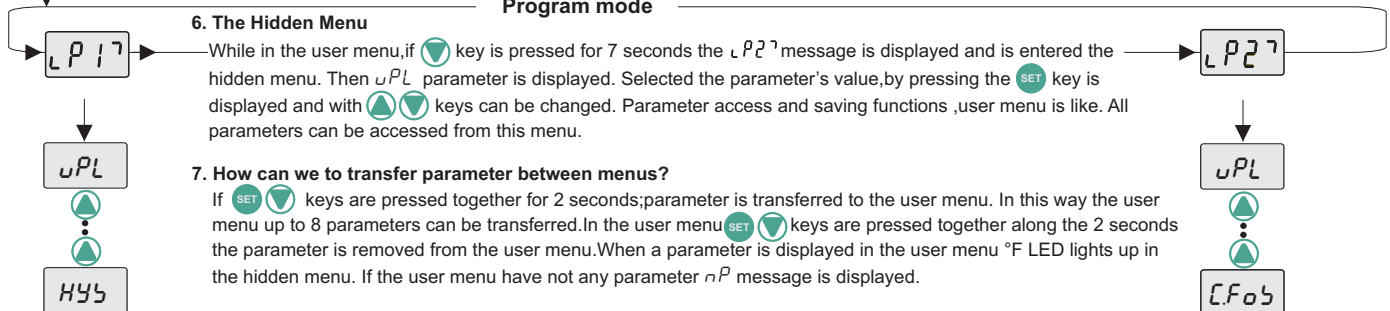 Program mode
6. The Hidden Menu
While in the user menu,if key is pressed for 7 seconds the ⌞P2⌝ message is displayed and is entered the
hidden menu. Then uPL parameter is displayed. Selected the parameter's value,by pressing the SET key is
displayed and with keys can be changed. Parameter access and saving functions ,user menu is like. All
parameters can be accessed from this menu.
7. How can we to transfer parameter between menus?
If SET keys are pressed together for 2 seconds;parameter is transferred to the user menu. In this way the user
menu up to 8 parameters can be transferred.In the user menu SET keys are pressed together along the 2 seconds
the parameter is removed from the user menu.When a parameter is displayed in the user menu °F LED lights up in
the hidden menu. If the user menu have not any parameter nP message is displayed.
⌞P1⌝
uPL
HYS
⌞P2⌝
uPL
C.FoS